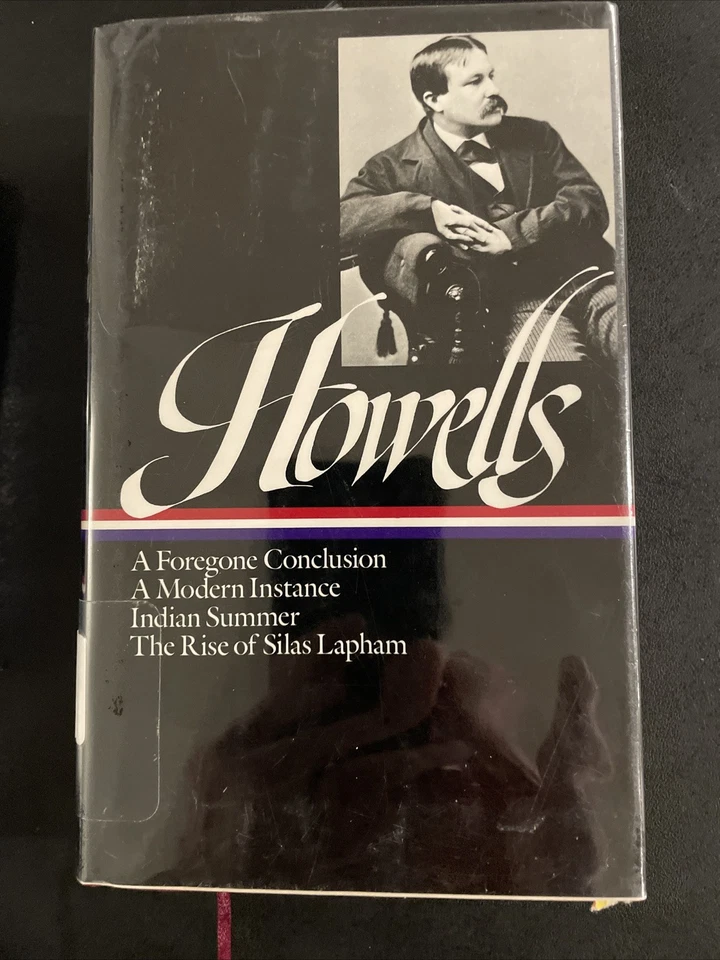 Howells
A Foregone Conclusion
A Modern Instance
Indian Summer
The Rise of Silas Lapham